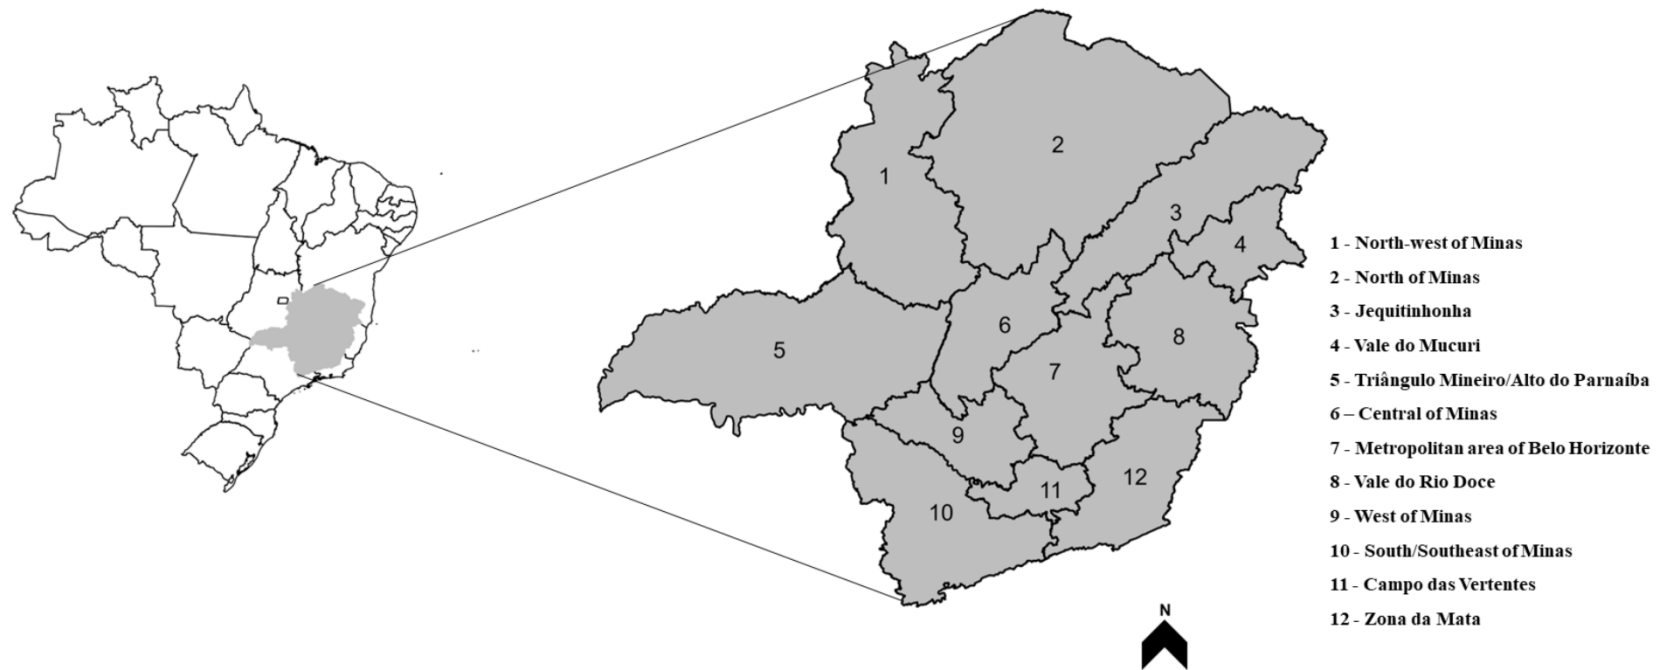 2
1
3
4
6
5
8
7
9
12
11
10
1 - North-west of Minas
2 - North of Minas
3 - Jequitinhonha
4 - Vale do Mucuri
5 - Triângulo Mineiro/Alto do Parnaíba
6 – Central of Minas
7 - Metropolitan area of Belo Horizonte
8 - Vale do Rio Doce
9 - West of Minas
10 - South/Southeast of Minas
11 - Campo das Vertentes
12 - Zona da Mata
N